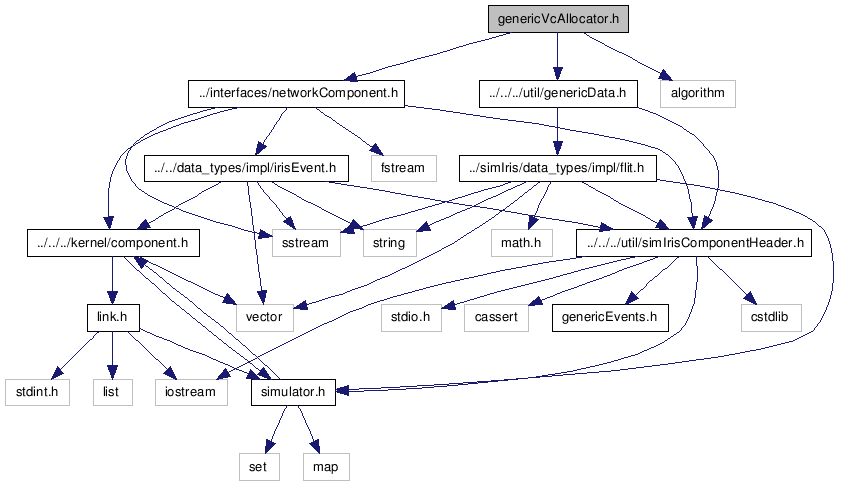 genericVcAllocator.h
../interfaces/networkComponent.h
../../../util/genericData.h
algorithm
../../data_types/impl/irisEvent.h
fstream
../simIris/data_types/impl/flit.h
../../../kernel/component.h
sstream
string
math.h
../../../util/simIrisComponentHeader.h
link.h
vector
stdio.h
cassert
genericEvents.h
cstdlib
stdint.h
list
iostream
simulator.h
set
map